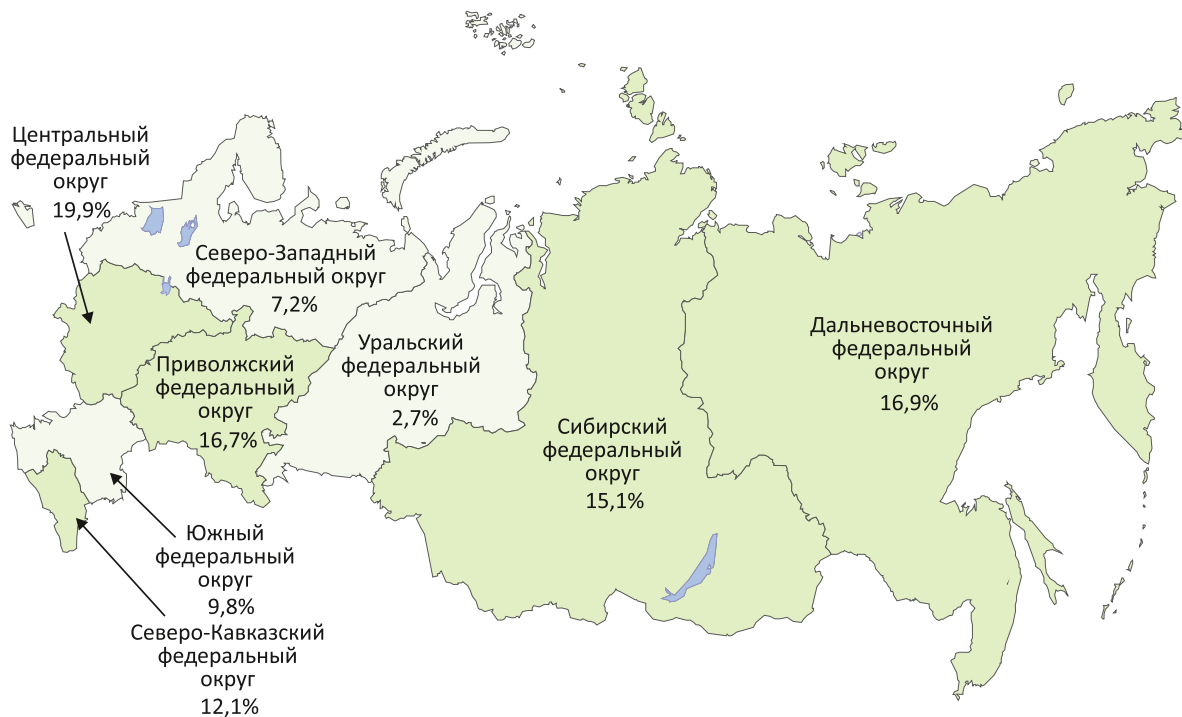 Центральный
федеральный
округ
19,9%
Северо-Западный
федеральный округ
7,2%
Уральский
федеральный
округ
2,7%
Приволжский
федеральный
округ
16,7%
Дальневосточный
федеральный
округ
16,9%
Сибирский
федеральный
округ
15,1%
Южный
федеральный
округ
9,8%
Северо-Кавказский
федеральный
округ
12,1%